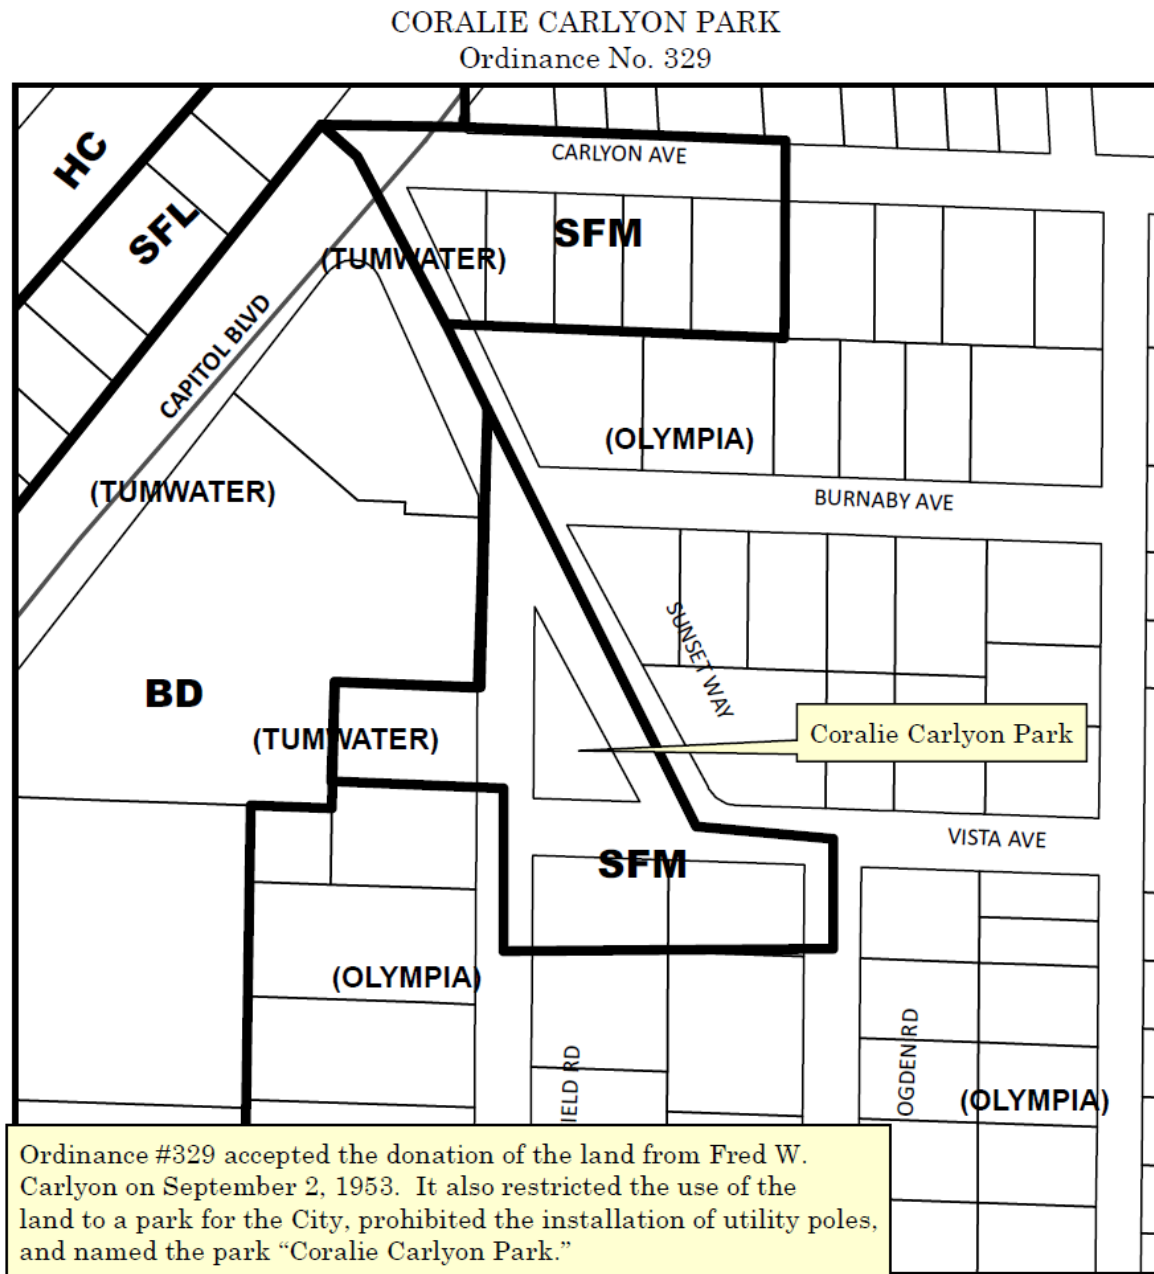 CORALIE CARLYON PARK
Ordinance No. 329
HC
SFL
CARLYON AVE
SFM
(TUMWATER)
CAPITOL BLVD
(OLYMPIA)
(TUMWATER)
BURNABY AVE
SUNSET WAY
BD
(TUMWATER)
Coralie Carlyon Park
VISTA AVE
SFM
(OLYMPIA)
IELD RD
OGDEN RD
(OLYMPIA)
Ordinance #329 accepted the donation of the land from Fred W.
Carlyon on September 2, 1953. It also restricted the use of the
land to a park for the City, prohibited the installation of utility poles,
and named the park “Coralie Carlyon Park.”